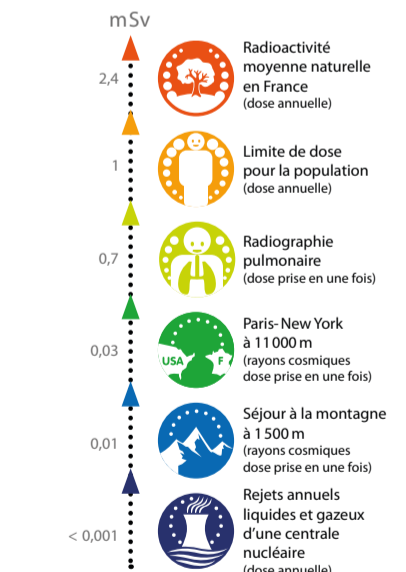 mSv
2,4
Radioactivité
moyenne naturelle
en France
(dose annuelle)
1
Limite de dose
pour la population
(dose annuelle)
0,7
Radiographie
pulmonaire
(dose prise en une fois)
0,03
USA
F
Paris-New York
à 11 000 m
(rayons cosmiques
dose prise en une fois)
0,01
Séjour à la montagne
à 1 500 m
(rayons cosmiques
dose prise en une fois)
< 0,001
Rejets annuels
liquides et gazeux
d’une centrale
nucléaire
(dose annuelle)